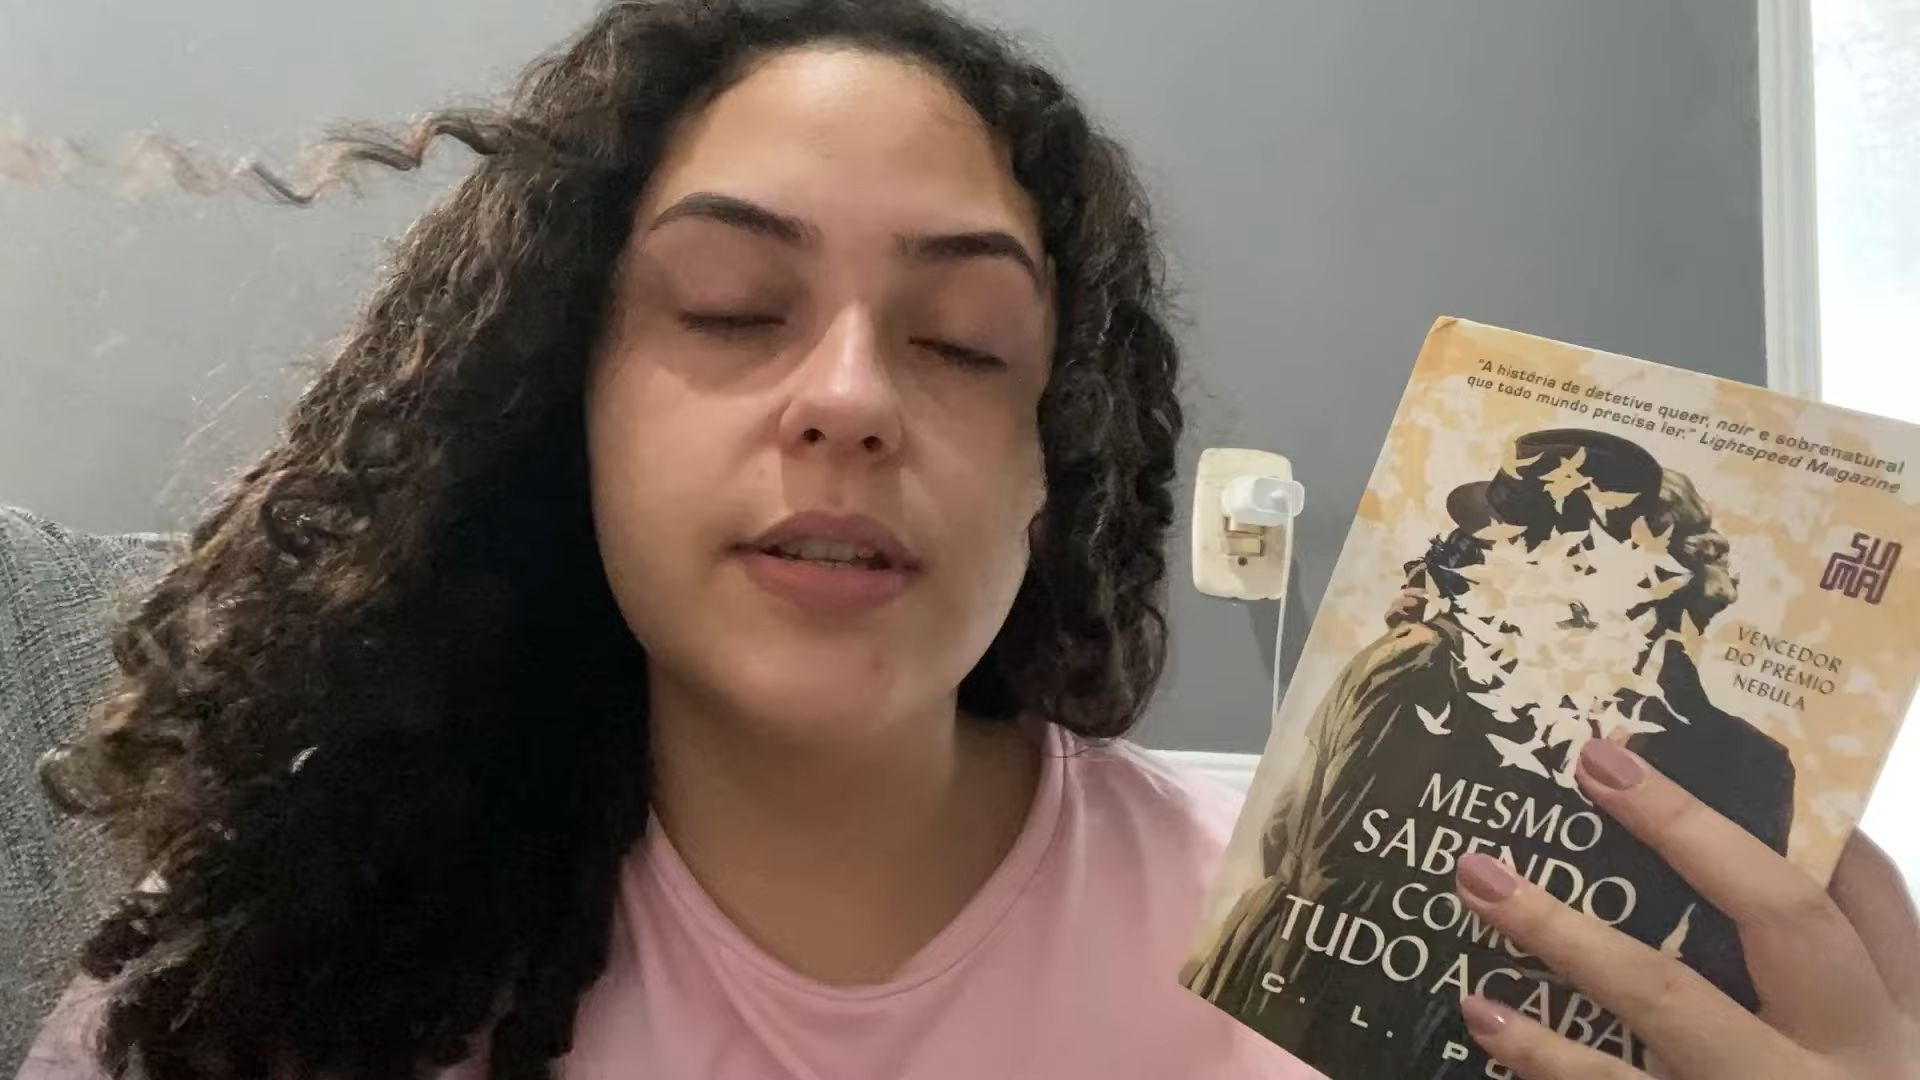 "A história de detetive queer, noir e sobrenatural
que todo mundo precisa ler." Lightspeed Magazine
SUMA
VENCEDOR
DO PRÊMIO
NEBULA
MESMO
SABENDO
COMO
TUDO ACABA
C. L.